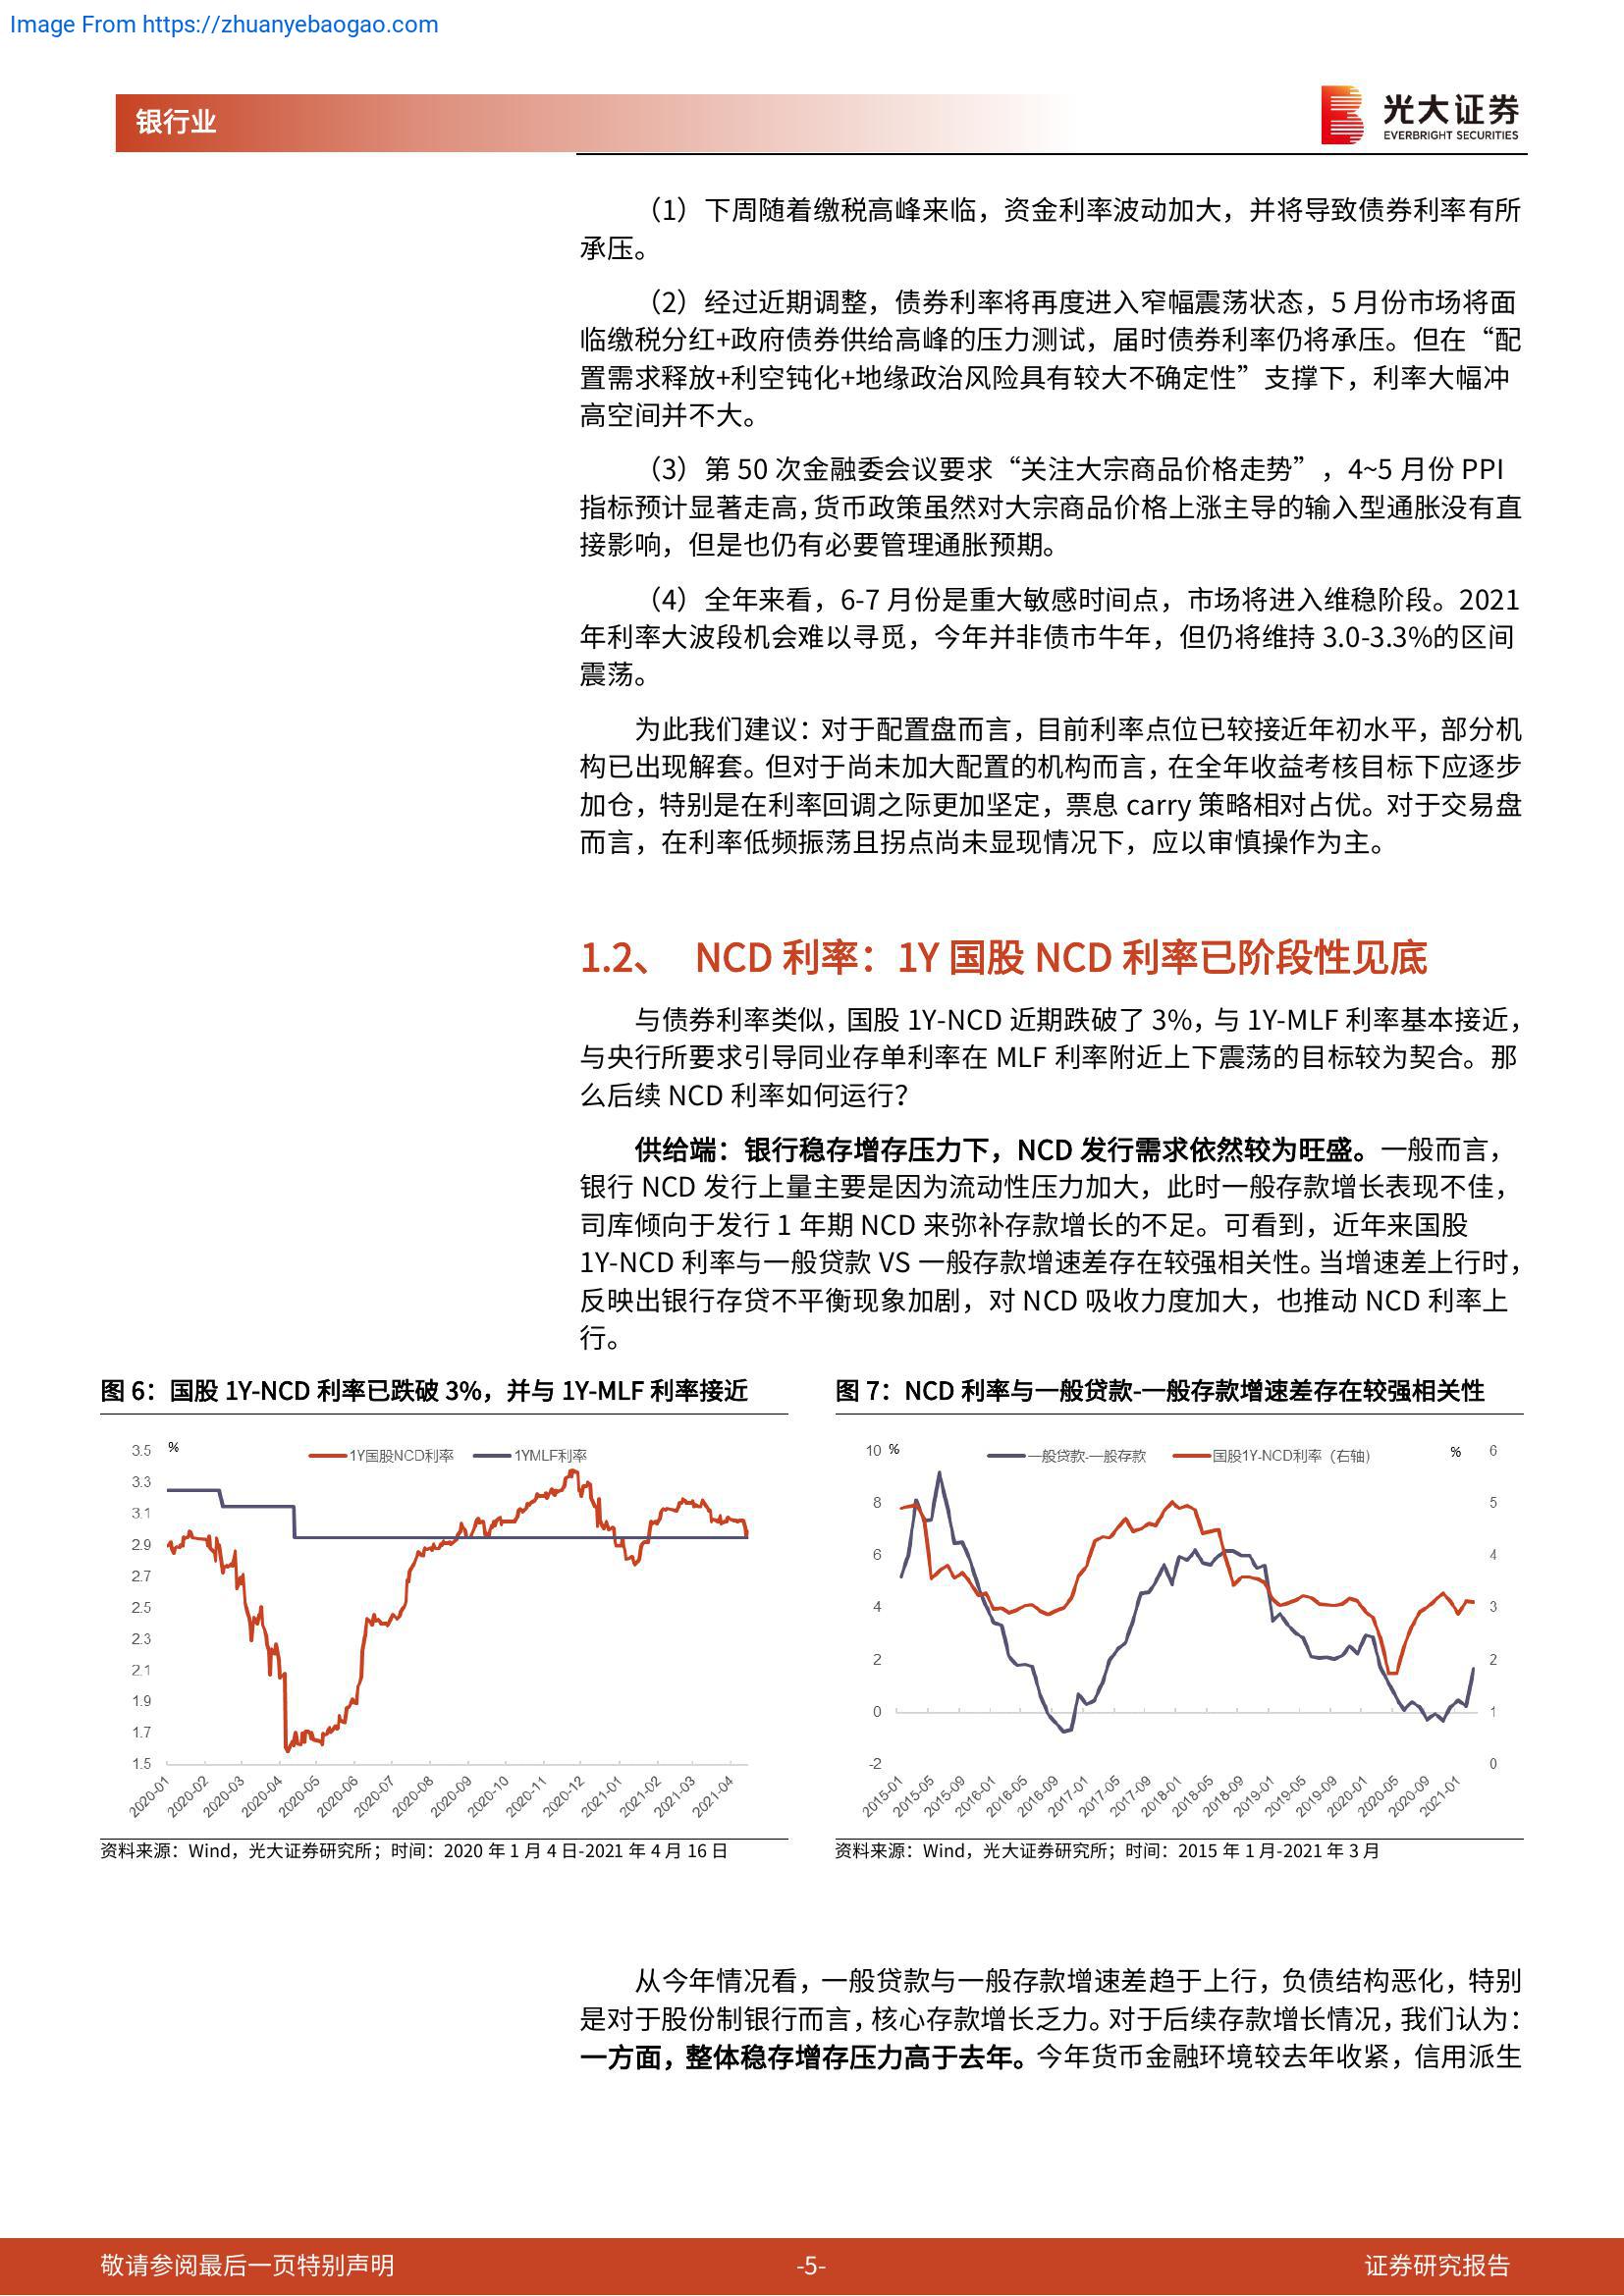 Image From https://zhuanyebaogao.com
银行业
光大证券
EVERBRIGHT SECURITIES
（1）下周随着缴税高峰来临，资金利率波动加大，并将导致债券利率有所
承压。
（2）经过近期调整，债券利率将再度进入窄幅震荡状态，5 月份市场将面
临缴税分红+政府债券供给高峰的压力测试，届时债券利率仍将承压。但在“配
置需求释放+利空钝化+地缘政治风险具有较大不确定性”支撑下，利率大幅冲
高空间并不大。
（3）第 50 次金融委会议要求“关注大宗商品价格走势”，4~5 月份 PPI
指标预计显著走高，货币政策虽然对大宗商品价格上涨主导的输入型通胀没有直
接影响，但是也仍有必要管理通胀预期。
（4）全年来看，6-7 月份是重大敏感时间点，市场将进入维稳阶段。2021
年利率大波段机会难以寻觅，今年并非债市牛年，但仍将维持 3.0-3.3%的区间
震荡。
为此我们建议：对于配置盘而言，目前利率点位已较接近年初水平，部分机
构已出现解套。但对于尚未加大配置的机构而言，在全年收益考核目标下应逐步
加仓，特别是在利率回调之际更加坚定，票息 carry 策略相对占优。对于交易盘
而言，在利率低频振荡且拐点尚未显现情况下，应以审慎操作为主。
1.2、 NCD 利率：1Y 国股 NCD 利率已阶段性见底
与债券利率类似，国股 1Y-NCD 近期跌破了 3%，与 1Y-MLF 利率基本接近，
与央行所要求引导同业存单利率在 MLF 利率附近上下震荡的目标较为契合。那
么后续 NCD 利率如何运行？
供给端：银行稳存增存压力下，NCD 发行需求依然较为旺盛。一般而言，
银行 NCD 发行上量主要是因为流动性压力加大，此时一般存款增长表现不佳，
司库倾向于发行 1 年期 NCD 来弥补存款增长的不足。可看到，近年来国股
1Y-NCD 利率与一般贷款 VS 一般存款增速差存在较强相关性。当增速差上行时，
反映出银行存贷不平衡现象加剧，对 NCD 吸收力度加大，也推动 NCD 利率上
行。
图 6：国股 1Y-NCD 利率已跌破 3%，并与 1Y-MLF 利率接近
3.5 %
1Y国股NCD利率 1YMLF利率
3.3
3.1
2.9
2.7
2.5
2.3
2.1
1.9
1.7
1.5
2020-01 2020-02 2020-03 2020-04 2020-05 2020-06 2020-07 2020-08 2020-09 2020-10 2020-11 2020-12 2021-01 2021-02 2021-03 2021-04
资料来源：Wind，光大证券研究所；时间：2020 年 1 月 4 日-2021 年 4 月 16 日
图 7：NCD 利率与一般贷款-一般存款增速差存在较强相关性
10 % 一般贷款-一般存款 国股1Y-NCD利率（右轴） % 6
8 5
6 4
4 3
2 2
0 1
-2 0
2015-01 2015-05 2015-09 2016-01 2016-05 2016-09 2017-01 2017-05 2017-09 2018-01 2018-05 2018-09 2019-01 2019-05 2019-09 2020-01 2020-05 2020-09 2021-01
资料来源：Wind，光大证券研究所；时间：2015 年 1 月-2021 年 3 月
从今年情况看，一般贷款与一般存款增速差趋于上行，负债结构恶化，特别
是对于股份制银行而言，核心存款增长乏力。对于后续存款增长情况，我们认为：
一方面，整体稳存增存压力高于去年。今年货币金融环境较去年收紧，信用派生
敬请参阅最后一页特别声明
-5-
证券研究报告